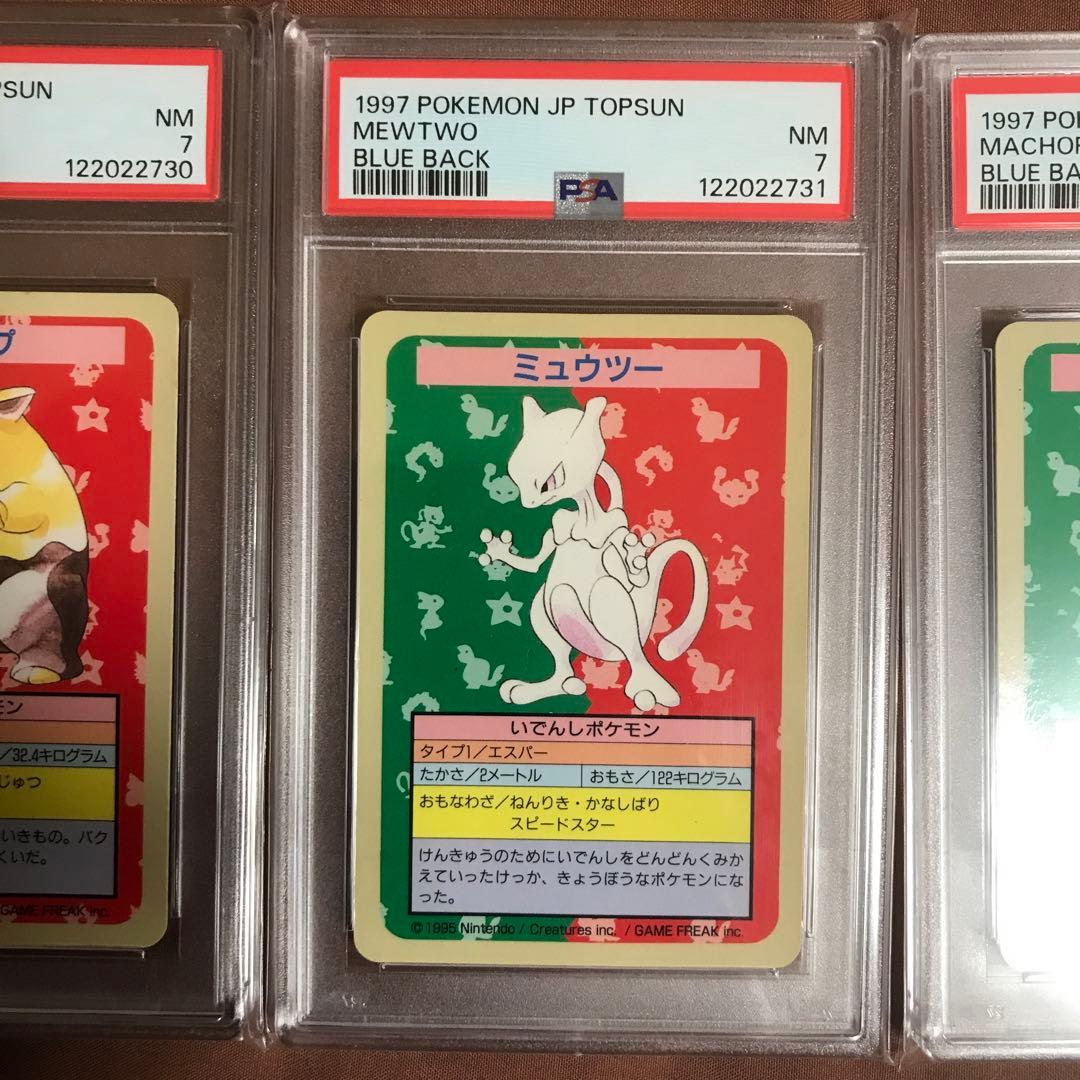 PSUN
NM
7
122022730
プ
モン
／32.4キログラム
じゅつ
いきもの。バク
くいだ。
GAME FREAK inc.
1997 POKEMON JP TOPSUN
MEWTWO
NM
BLUE BACK
7
PSA
122022731
ミュウツー
いでんしポケモン
タイプ1／エスパー
たかさ／2メートル
おもさ／122キログラム
おもなわざ／ねんりき・かなしばり
スピードスター
けんきゅうのためにいでんしをどんどんくみか
えていったけっか、きょうぼうなポケモンにな
った。
©1995 Nintendo / Creatures inc. / GAME FREAK inc.
1997 POK
MACHOP
BLUE BA